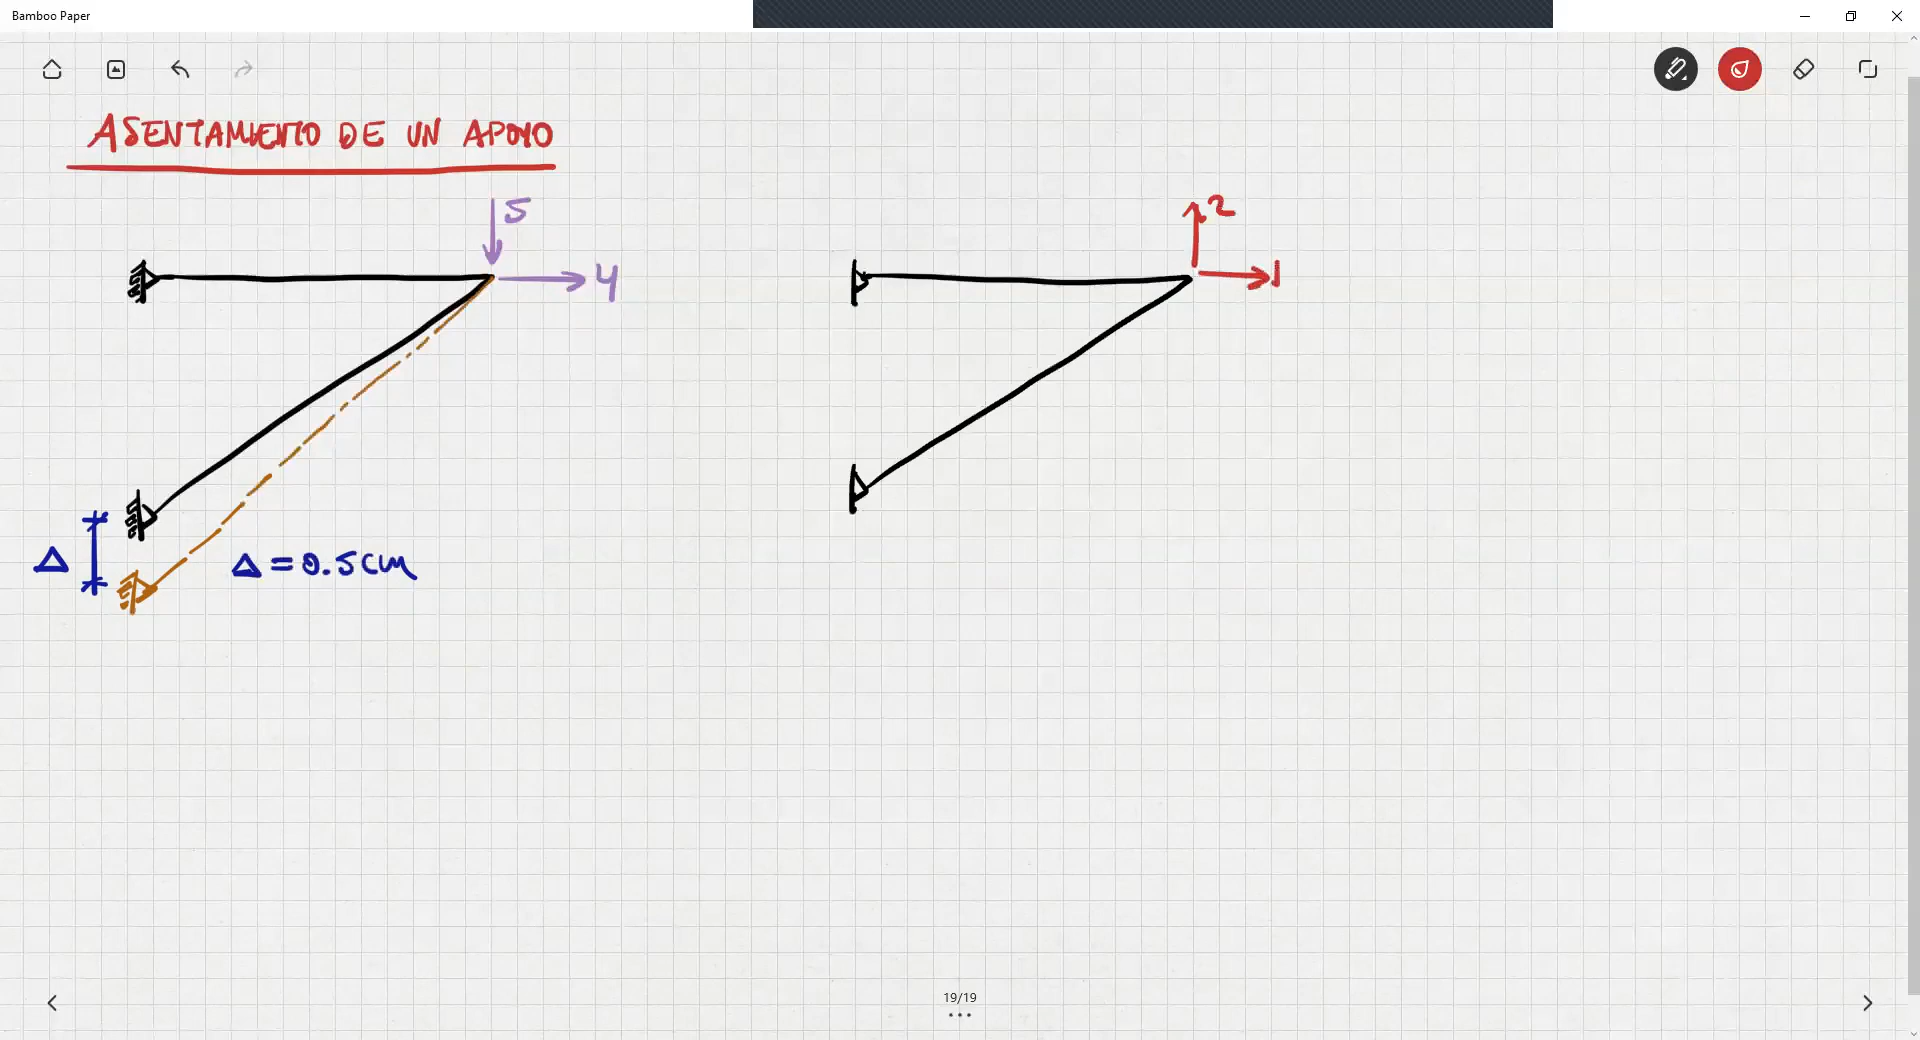 Bamboo Paper
ASENTAMIENTO DE UN APOYO
5
4
2
1
Δ
Δ = 0.5cm
19/19